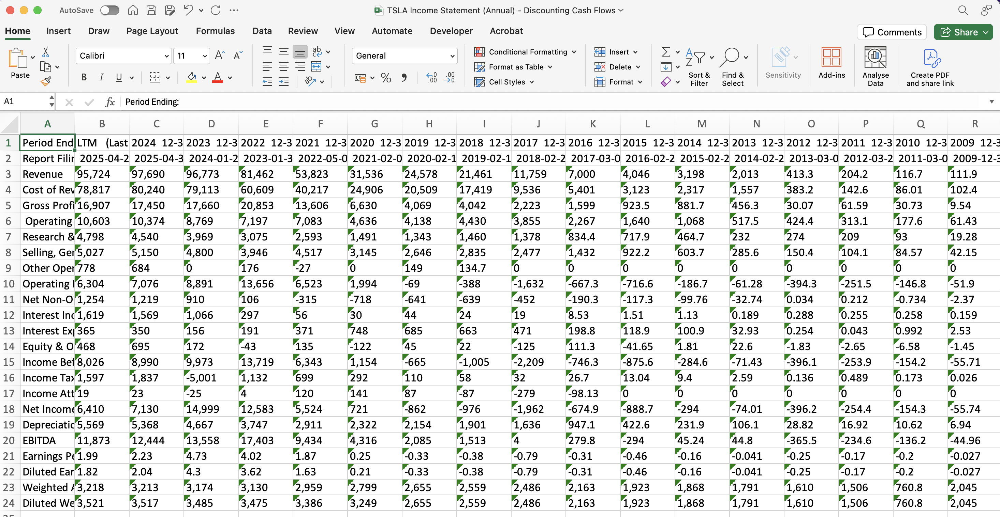 AutoSave
TSLA Income Statement (Annual) - Discounting Cash Flows
Home Insert Draw Page Layout Formulas Data Review View Automate Developer Acrobat Comments Share
Paste Calibri 11 General Conditional Formatting Format as Table Cell Styles Insert Delete Format Sort & Filter Find & Select Sensitivity Add-ins Analyse Data Create PDF and share link
A1 fx Period Ending:
A B C D E F G H I J K L M N O P Q R
1 Period End LTM (Last 2024 12-3 2023 12-3 2022 12-3 2021 12-3 2020 12-3 2019 12-3 2018 12-3 2017 12-3 2016 12-3 2015 12-3 2014 12-3 2013 12-3 2012 12-3 2011 12-3 2010 12-3 2009 12-3
2 Report Filin 2025-04-2 2025-04-3 2024-01-2 2023-01-3 2022-05-0 2021-02-0 2020-02-1 2019-02-1 2018-02-2 2017-03-0 2016-02-2 2015-02-2 2014-02-2 2013-03-0 2012-03-2 2011-03-0 2009-12-3
3 Revenue 95,724 97,690 96,773 81,462 53,823 31,536 24,578 21,461 11,759 7,000 4,046 3,198 2,013 413.3 204.2 116.7 111.9
4 Cost of Rev 78,817 80,240 79,113 60,609 40,217 24,906 20,509 17,419 9,536 5,401 3,123 2,317 1,557 383.2 142.6 86.01 102.4
5 Gross Profi 16,907 17,450 17,660 20,853 13,606 6,630 4,069 4,042 2,223 1,599 923.5 881.7 456.3 30.07 61.59 30.73 9.54
6 Operating 10,603 10,374 8,769 7,197 7,083 4,636 4,138 4,430 3,855 2,267 1,640 1,068 517.5 424.4 313.1 177.6 61.43
7 Research & 4,798 4,540 3,969 3,075 2,593 1,491 1,343 1,460 1,378 834.4 717.9 464.7 232 274 209 93 19.28
8 Selling, Ger 5,027 5,150 4,800 3,946 4,517 3,145 2,646 2,835 2,477 1,432 922.2 603.7 285.6 150.4 104.1 84.57 42.15
9 Other Oper 778 684 0 176 -27 0 149 134.7 0 0 0 0 0 0 0 0 0
10 Operating I 6,304 7,076 8,891 13,656 6,523 1,994 -69 -388 -1,632 -667.3 -716.6 -186.7 -61.28 -394.3 -251.5 -146.8 -51.9
11 Net Non-Op 1,254 1,219 910 106 -315 -718 -641 -639 -452 -190.3 -117.3 -99.76 -32.74 0.034 0.212 -0.734 -2.37
12 Interest Inc 1,619 1,569 1,066 297 56 30 44 24 19 8.53 1.51 1.13 0.189 0.288 0.255 0.258 0.159
13 Interest Exp 365 350 156 191 371 748 685 663 471 198.8 118.9 100.9 32.93 0.254 0.043 0.992 2.53
14 Equity & Ot 468 695 172 -43 135 -122 45 22 -125 111.3 -41.65 1.81 22.6 -1.83 -2.65 -6.58 -1.45
15 Income Bef 8,026 8,990 9,973 13,719 6,343 1,154 -665 -1,005 -2,209 -746.3 -875.6 -284.6 -71.43 -396.1 -253.9 -154.2 -55.71
16 Income Tax 1,597 1,837 -5,001 1,132 699 292 110 58 32 26.7 13.04 9.4 2.59 0.136 0.489 0.173 0.026
17 Income Att 19 23 -25 4 120 141 87 -87 -279 -98.13 0 0 0 0 0 0 0
18 Net Income 6,410 7,130 14,999 12,583 5,524 721 -862 -976 -1,962 -674.9 -888.7 -294 -74.01 -396.2 -254.4 -154.3 -55.74
19 Depreciatic 5,569 5,368 4,667 3,747 2,911 2,322 2,154 1,901 1,636 947.1 422.6 231.9 106.1 28.82 16.92 10.62 6.94
20 EBITDA 11,873 12,444 13,558 17,403 9,434 4,316 2,085 1,513 4 279.8 -294 45.24 44.8 -365.5 -234.6 -136.2 -44.96
21 Earnings Pe 1.99 2.23 4.73 4.02 1.87 0.25 -0.33 -0.38 -0.79 -0.31 -0.46 -0.16 -0.041 -0.25 -0.17 -0.2 -0.027
22 Diluted Ear 1.82 2.04 4.3 3.62 1.63 0.21 -0.33 -0.38 -0.79 -0.31 -0.46 -0.16 -0.041 -0.25 -0.17 -0.2 -0.027
23 Weighted A 3,218 3,213 3,174 3,130 2,959 2,799 2,655 2,559 2,486 2,163 1,923 1,868 1,791 1,610 1,506 760.8 2,045
24 Diluted We 3,521 3,517 3,485 3,475 3,386 3,249 2,655 2,559 2,486 2,163 1,923 1,868 1,791 1,610 1,506 760.8 2,045